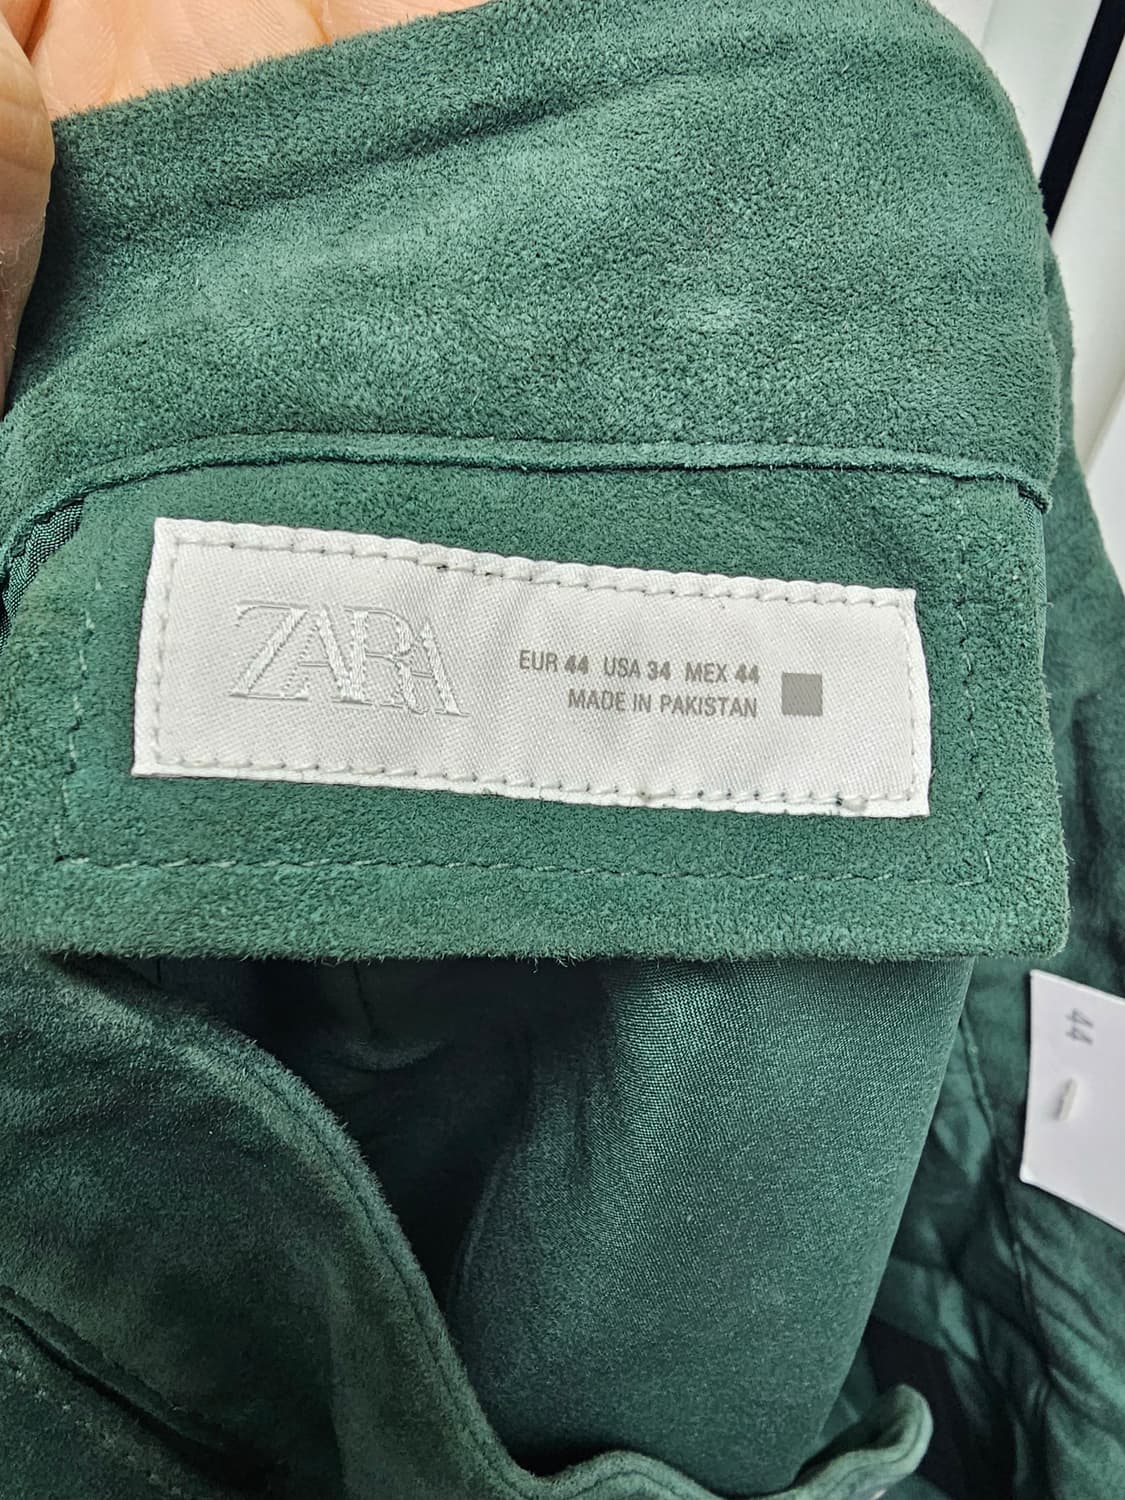 ZARA
EUR 44 USA 34 MEX 44
MADE IN PAKISTAN
44